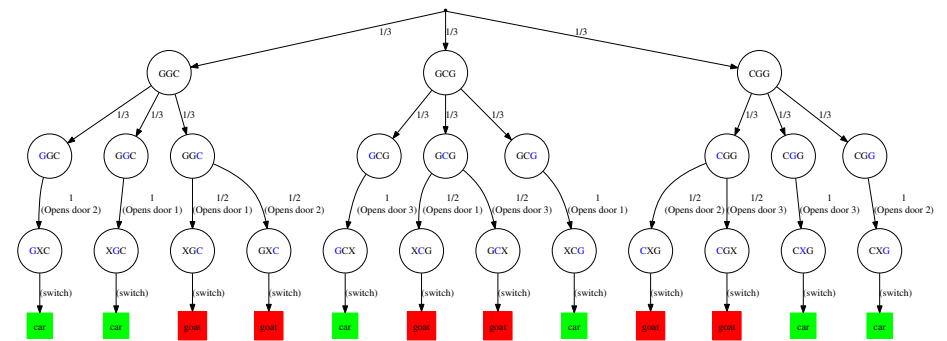 1/3 1/3 1/3
GGC GCG CGG
1/3 1/3 1/3 1/3 1/3 1/3 1/3 1/3 1/3
GGC GGC GGC GCG GCG GCG CGG CGG CGG
1 1 1/2 1/2 1 1/2 1/2 1 1/2 1/2 1 1
(Opens door 2) (Opens door 1) (Opens door 1) (Opens door 2) (Opens door 3) (Opens door 1) (Opens door 3) (Opens door 1) (Opens door 2) (Opens door 3) (Opens door 3) (Opens door 2)
GXC XGC XGC GXC GCX XCG GCX XCG CXG CGX CXG CXG
(switch) (switch) (switch) (switch) (switch) (switch) (switch) (switch) (switch) (switch) (switch) (switch)
car car goat goat car goat goat car goat goat car car